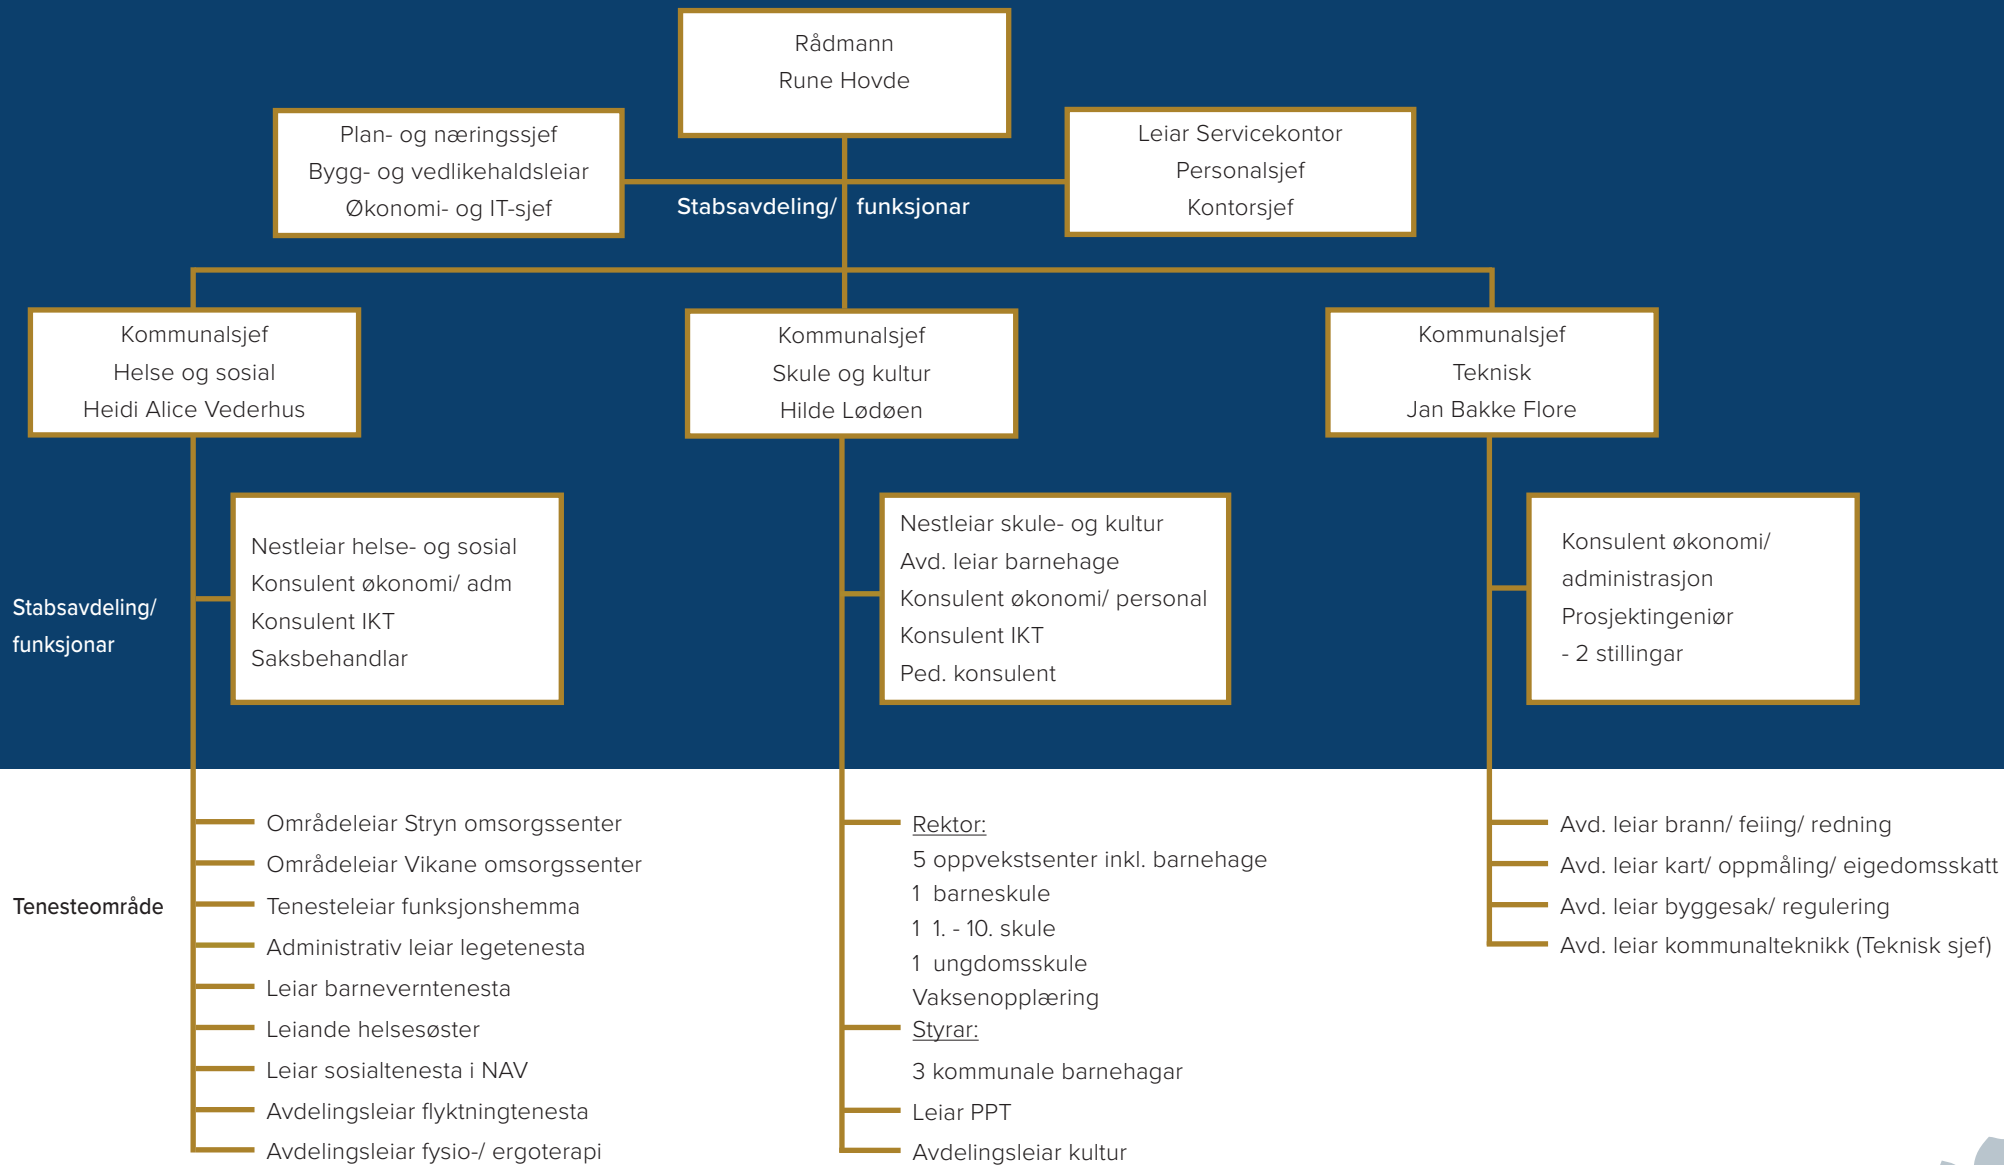 Rådmann
Rune Hovde
Plan- og næringssjef
Bygg- og vedlikehaldsleiar
Økonomi- og IT-sjef
Leiar Servicekontor
Personalsjef
Kontorsjef
Stabsavdeling/ funksjonar
Kommunalsjef
Helse og sosial
Heidi Alice Vederhus
Kommunalsjef
Skule og kultur
Hilde Lødøen
Kommunalsjef
Teknisk
Jan Bakke Flore
Stabsavdeling/
funksjonar
Nestleiar helse- og sosial
Konsulent økonomi/ adm
Konsulent IKT
Saksbehandlar
Nestleiar skule- og kultur
Avd. leiar barnehage
Konsulent økonomi/ personal
Konsulent IKT
Ped. konsulent
Konsulent økonomi/
administrasjon
Prosjektingeniør
- 2 stillingar
Tenesteområde
Områdeleiar Stryn omsorgssenter
Områdeleiar Vikane omsorgssenter
Tenesteleiar funksjonshemma
Administrativ leiar legetenesta
Leiar barneverntenesta
Leiande helsesøster
Leiar sosialtenesta i NAV
Avdelingsleiar flyktningtenesta
Avdelingsleiar fysio-/ ergoterapi
Rektor:
5 oppvekstsenter inkl. barnehage
1 barneskule
1 1. - 10. skule
1 ungdomsskule
Vaksenopplæring
Styrar:
3 kommunale barnehagar
Leiar PPT
Avdelingsleiar kultur
Avd. leiar brann/ feiing/ redning
Avd. leiar kart/ oppmåling/ eigedomsskatt
Avd. leiar byggesak/ regulering
Avd. leiar kommunalteknikk (Teknisk sjef)